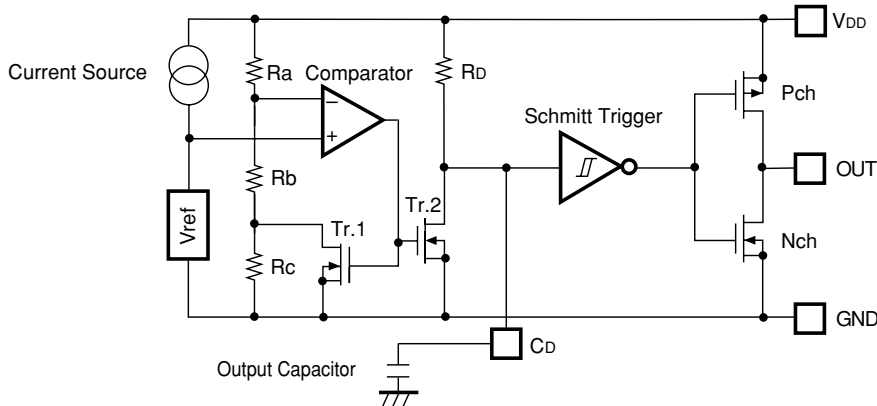 VDD
Current Source
Ra
Comparator
RD
Pch
Schmitt Trigger
−
+
OUT
Rb
Vref
Tr.1
Tr.2
Nch
Rc
GND
CD
Output Capacitor